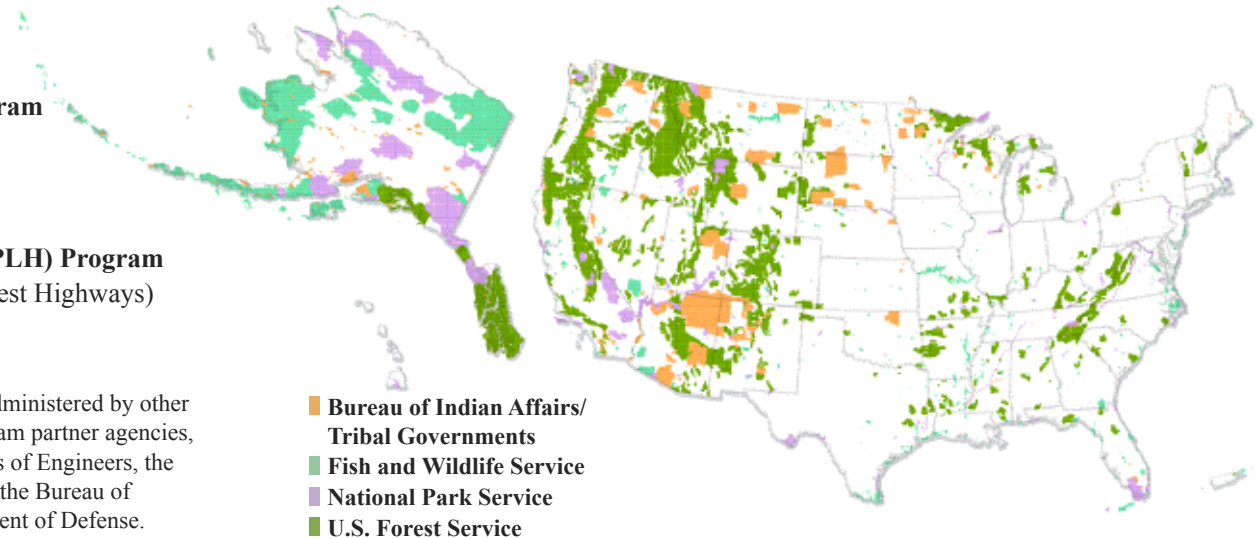 ram
PLH) Program
est Highways)
dministered by other
am partner agencies,
s of Engineers, the
the Bureau of
ent of Defense.
Bureau of Indian Affairs/
Tribal Governments
Fish and Wildlife Service
National Park Service
U.S. Forest Service